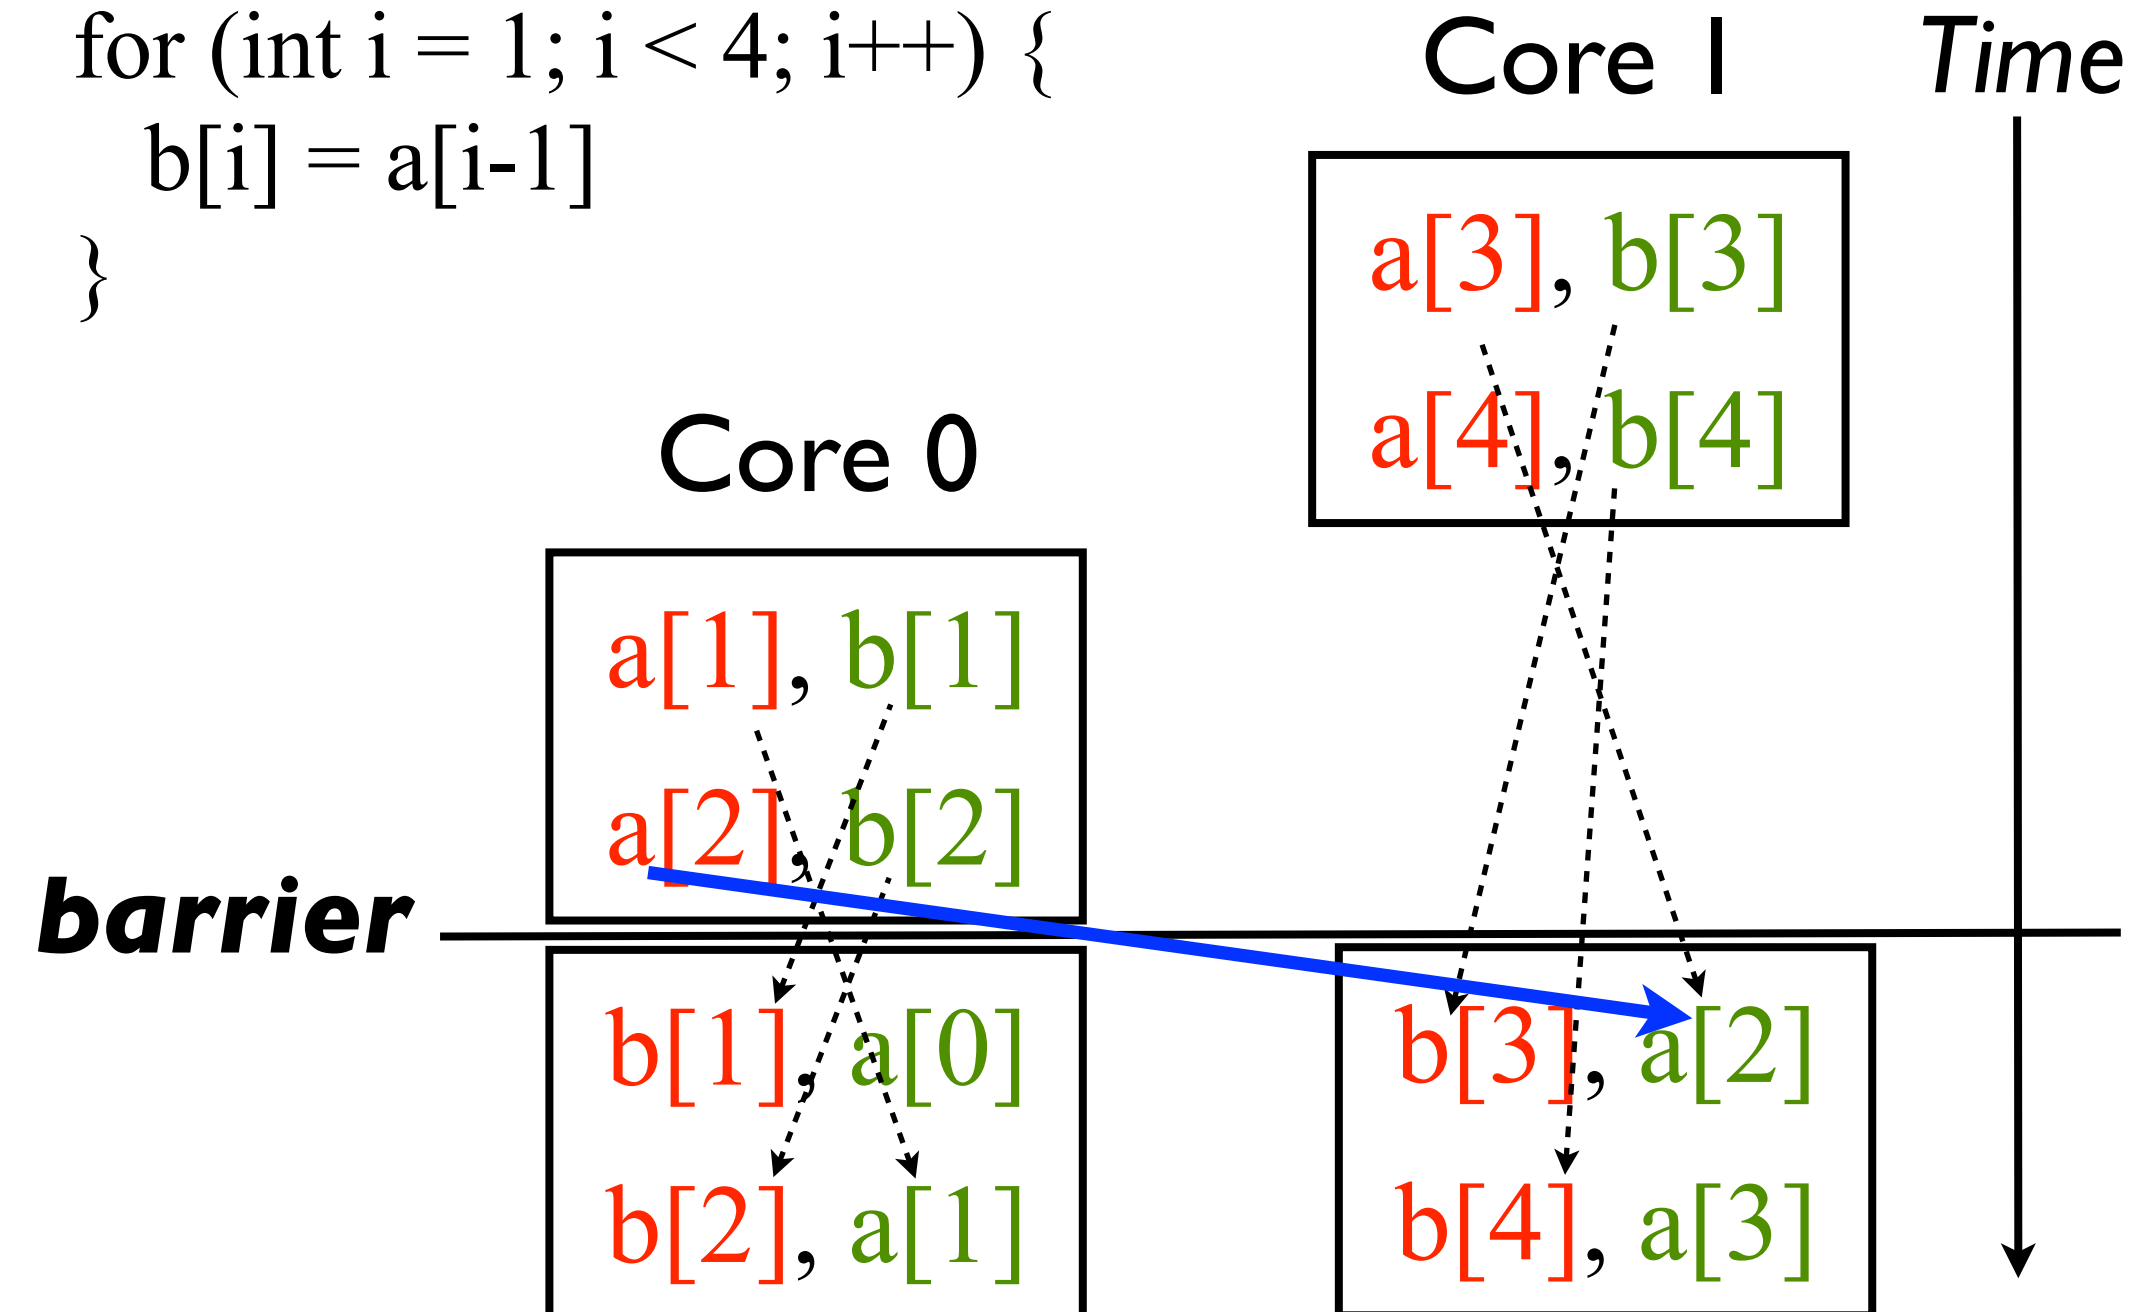 for (int i = 1; i < 4; i++) {
b[i] = a[i-1]
}
Core 1
Time
a[3], b[3]
a[4], b[4]
Core 0
a[1], b[1]
a[2], b[2]
barrier
b[1], a[0]
b[2], a[1]
b[3], a[2]
b[4], a[3]